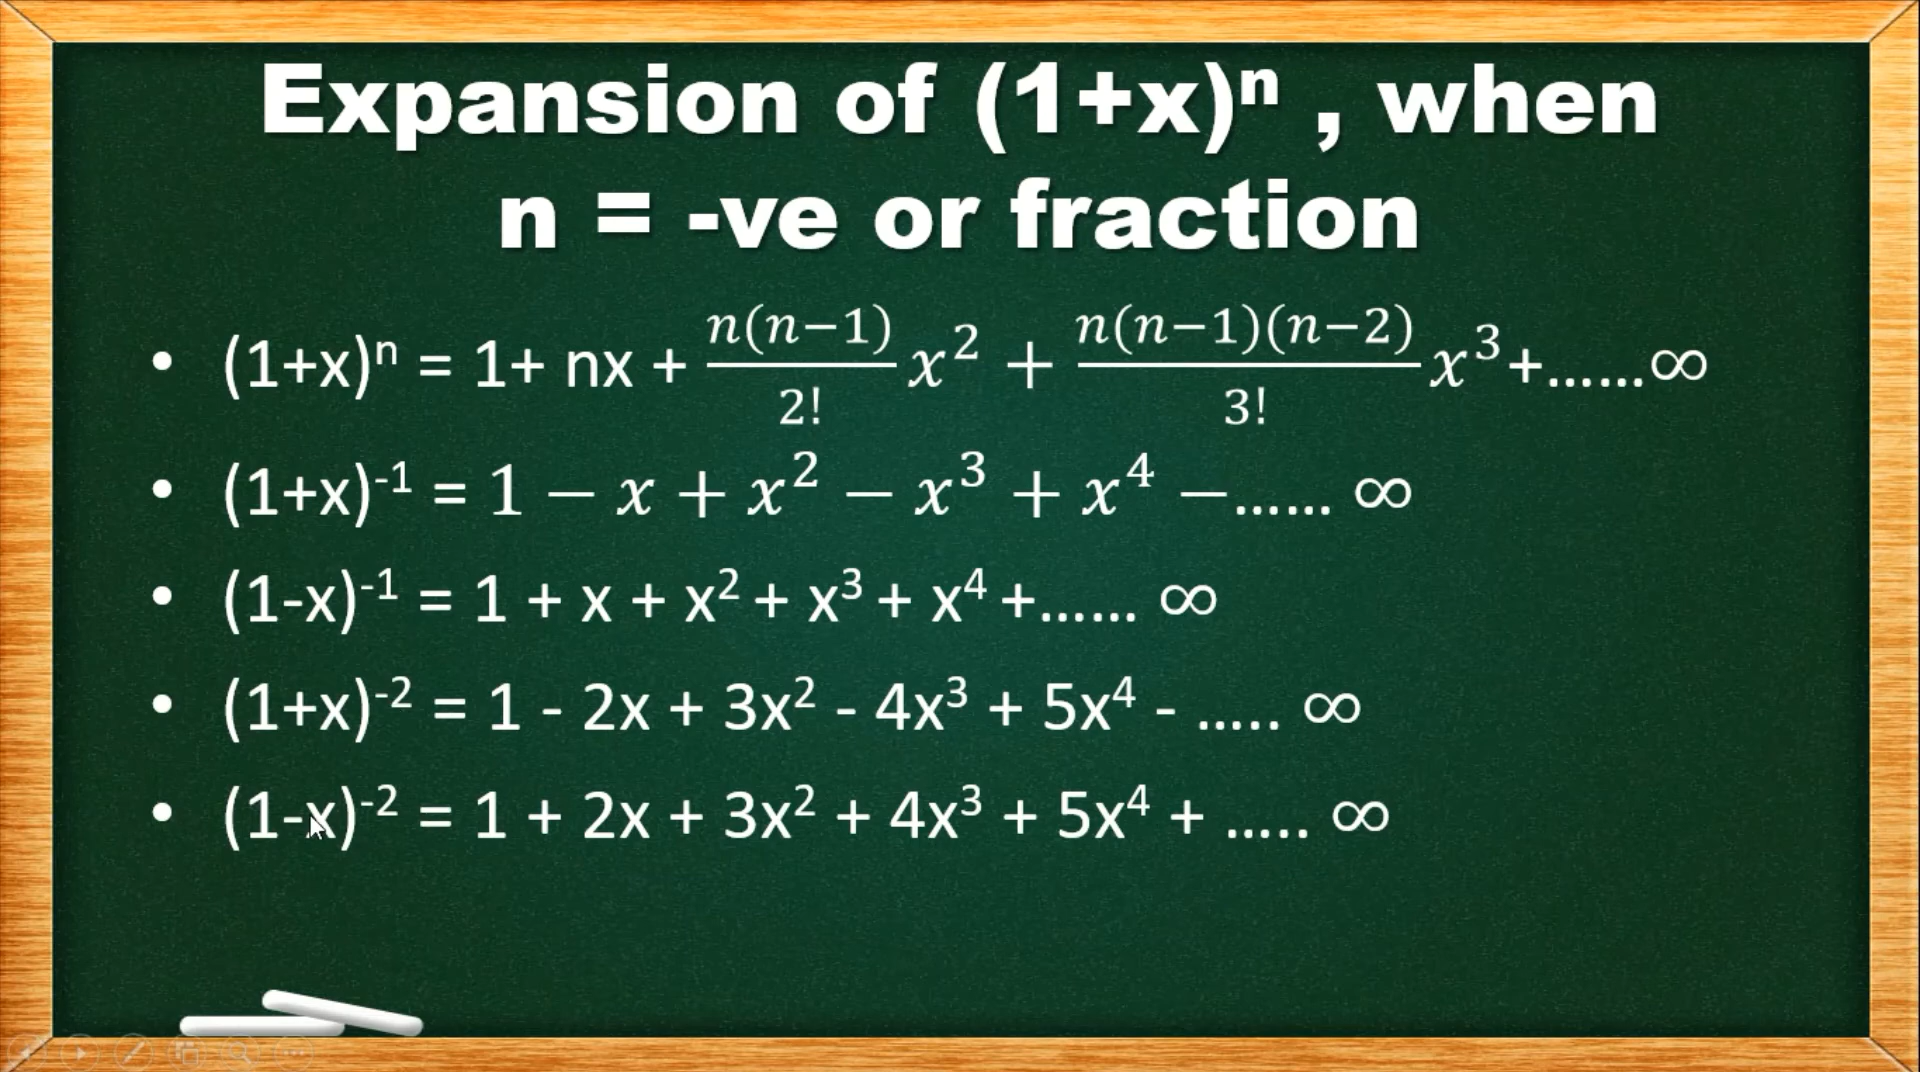 Expansion of (1+x)ⁿ , when
n = -ve or fraction
• (1+x)ⁿ = 1+ nx + \frac{n(n−1)}{2!} x² + \frac{n(n−1)(n−2)}{3!} x³+……∞
• (1+x)⁻¹ = 1 − x + x² − x³ + x⁴ −…… ∞
• (1-x)⁻¹ = 1 + x + x² + x³ + x⁴ +…… ∞
• (1+x)⁻² = 1 - 2x + 3x² - 4x³ + 5x⁴ - ….. ∞
• (1-x)⁻² = 1 + 2x + 3x² + 4x³ + 5x⁴ + ….. ∞